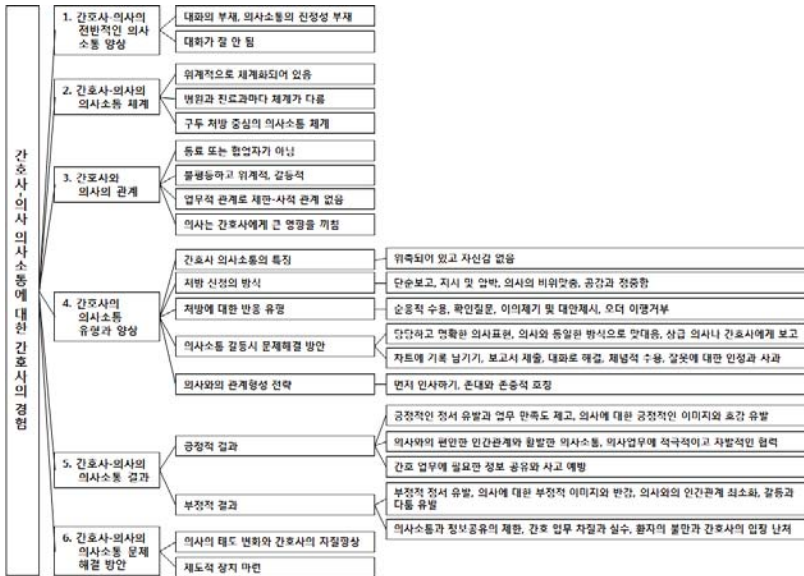 간호사-의사 의사소통에 대한 간호사의 경험
1. 간호사-의사의
전반적인 의사
소통 양상
대화의 부재, 의사소통의 진정성 부재
대화가 잘 안 됨
2. 간호사-의사의
의사소통 체계
위계적으로 체계화되어 있음
병원과 진료과마다 체계가 다름
구두 처방 중심의 의사소통 체계
3. 간호사와
의사의 관계
동료 또는 협업자가 아님
불평등하고 위계적, 갈등적
업무적 관계로 제한-사적 관계 없음
의사는 간호사에게 큰 영향을 끼침
4. 간호사의
의사소통
유형과 양상
간호사 의사소통의 특징
위축되어 있고 자신감 없음
처방 신청의 방식
단순보고, 지시 및 압박, 의사의 비위맞춤, 공감과 정중함
처방에 대한 반응 유형
순응적 수용, 확인질문, 이의제기 및 대안제시, 오더 이행거부
의사소통 갈등시 문제해결 방안
당당하고 명확한 의사표현, 의사와 동일한 방식으로 맞대응, 상급 의사나 간호사에게 보고
차트에 기록 남기기, 보고서 제출, 대화로 해결, 체념적 수용, 잘못에 대한 인정과 사과
의사와의 관계형성 전략
먼저 인사하기, 존대와 존중적 호칭
5. 간호사-의사의
의사소통 결과
긍정적 결과
긍정적인 정서 유발과 업무 만족도 제고, 의사에 대한 긍정적인 이미지와 호감 유발
의사와의 편안한 인간관계와 활발한 의사소통, 의사업무에 적극적이고 자발적인 협력
간호 업무에 필요한 정보 공유와 사고 예방
부정적 결과
부정적 정서 유발, 의사에 대한 부정적 이미지와 반감, 의사와의 인간관계 최소화, 갈등과
다툼 유발
의사소통과 정보공유의 제한, 간호 업무 차질과 실수, 환자의 불만과 간호사의 입장 난처
6. 간호사-의사의
의사소통 문제
해결 방안
의사의 태도 변화와 간호사의 자질향상
제도적 장치 마련